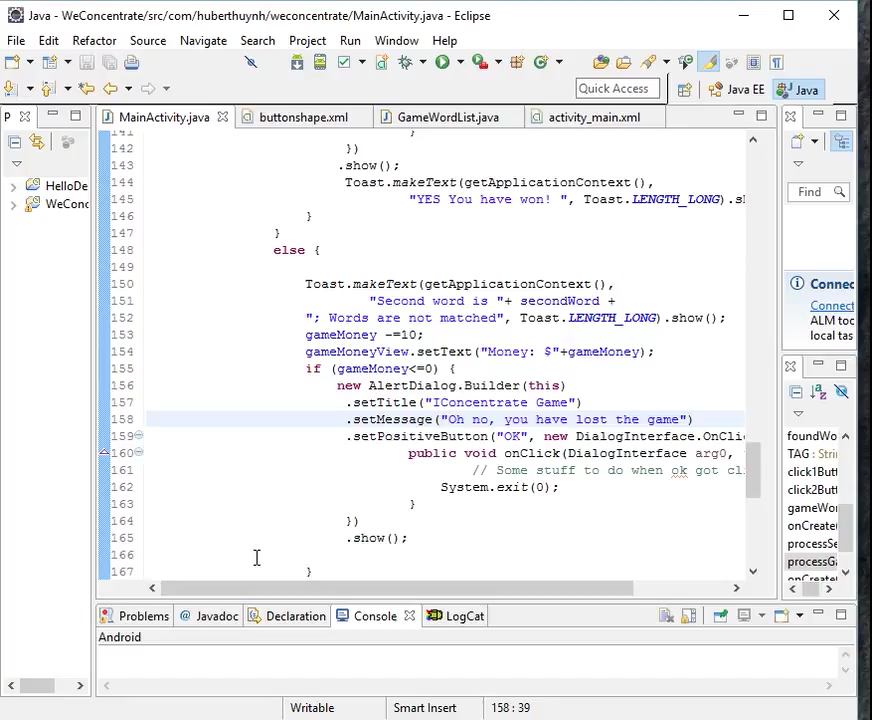 Java - WeConcentrate/src/com/huberthuynh/weconcentrate/MainActivity.java - Eclipse
File Edit Refactor Source Navigate Search Project Run Window Help
Quick Access Java EE Java
P MainActivity.java buttonshape.xml GameWordList.java activity_main.xml
141 }
142 })
143 .show();
144 Toast.makeText(getApplicationContext(),
145 "YES You have won! ", Toast.LENGTH_LONG).s
146 }
147 }
148 else {
149
150 Toast.makeText(getApplicationContext(),
151 "Second word is "+ secondWord +
152 "; Words are not matched", Toast.LENGTH_LONG).show();
153 gameMoney -=10;
154 gameMoneyView.setText("Money: $"+gameMoney);
155 if (gameMoney<=0) {
156 new AlertDialog.Builder(this)
157 .setTitle("IConcentrate Game")
158 .setMessage("Oh no, you have lost the game")
159 .setPositiveButton("OK", new DialogInterface.OnCli
160 public void onClick(DialogInterface arg0,
161 // Some stuff to do when ok got cl
162 System.exit(0);
163 }
164 })
165 .show();
166
167 }
HelloDe
WeConc
Find
Connec
Connect
ALM too
local tas
foundWo
TAG : Strin
click1Butt
click2Butt
gameWor
onCreate(
processSe
processGa
onCreateO
Problems @ Javadoc Declaration Console LogCat
Android
Writable Smart Insert 158 : 39